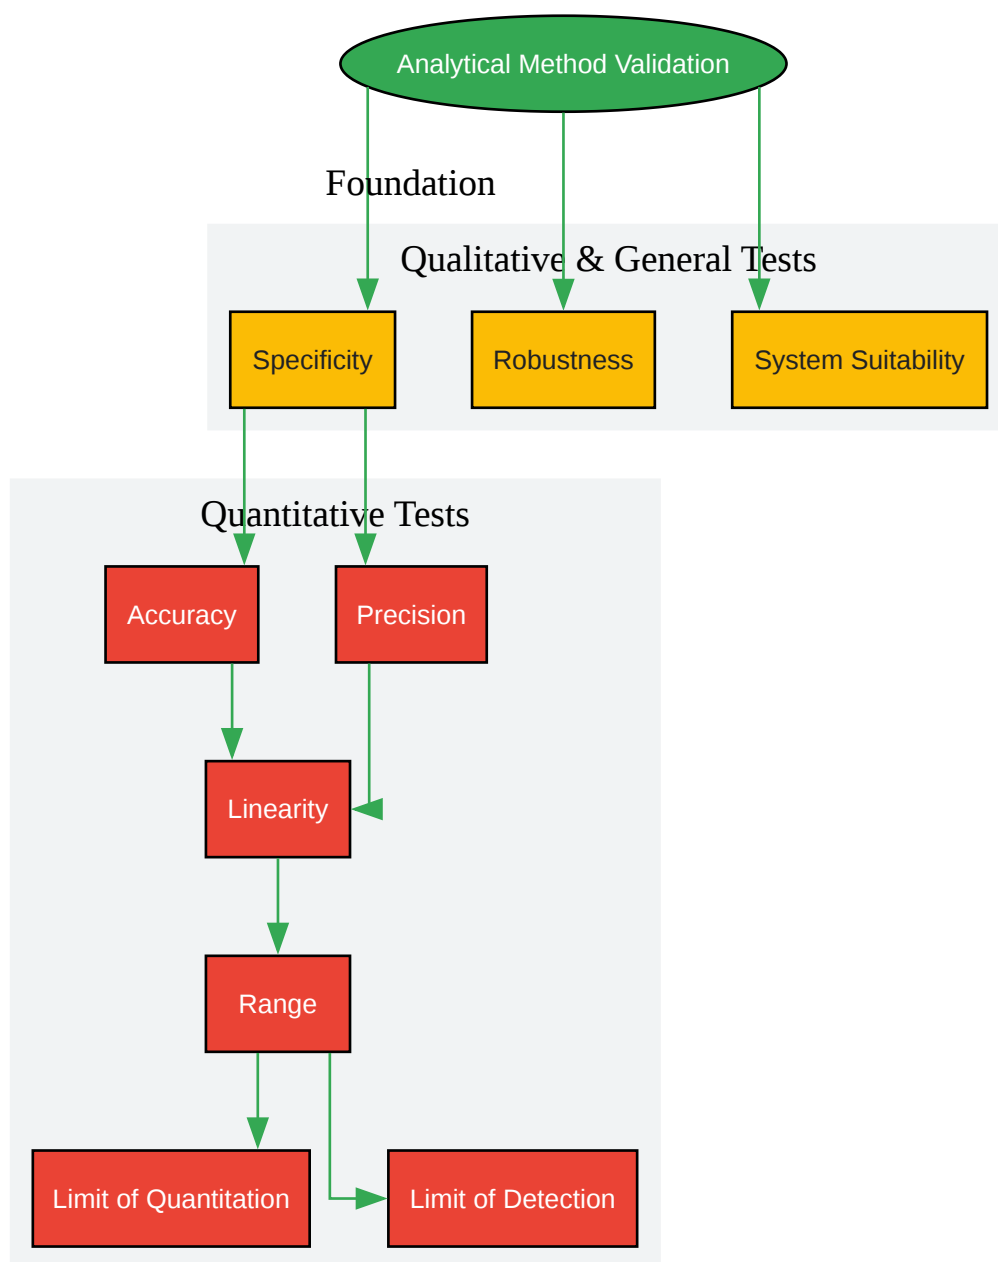 Analytical Method Validation
Foundation
Qualitative & General Tests
Specificity
Robustness
System Suitability
Quantitative Tests
Accuracy
Precision
Linearity
Range
Limit of Quantitation
Limit of Detection